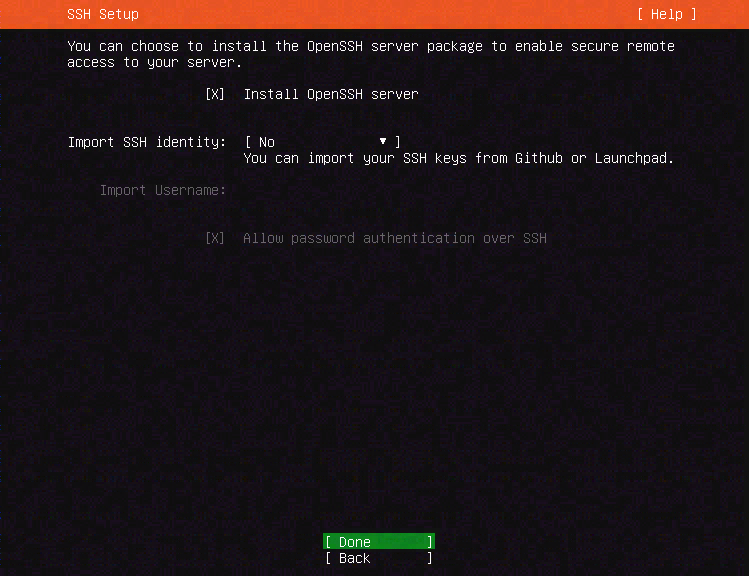 SSH Setup [ Help ]
You can choose to install the OpenSSH server package to enable secure remote
access to your server.
[X] Install OpenSSH server
Import SSH identity: [ No ▼ ]
You can import your SSH keys from Github or Launchpad.
Import Username:
[X] Allow password authentication over SSH
[ Done ]
[ Back ]